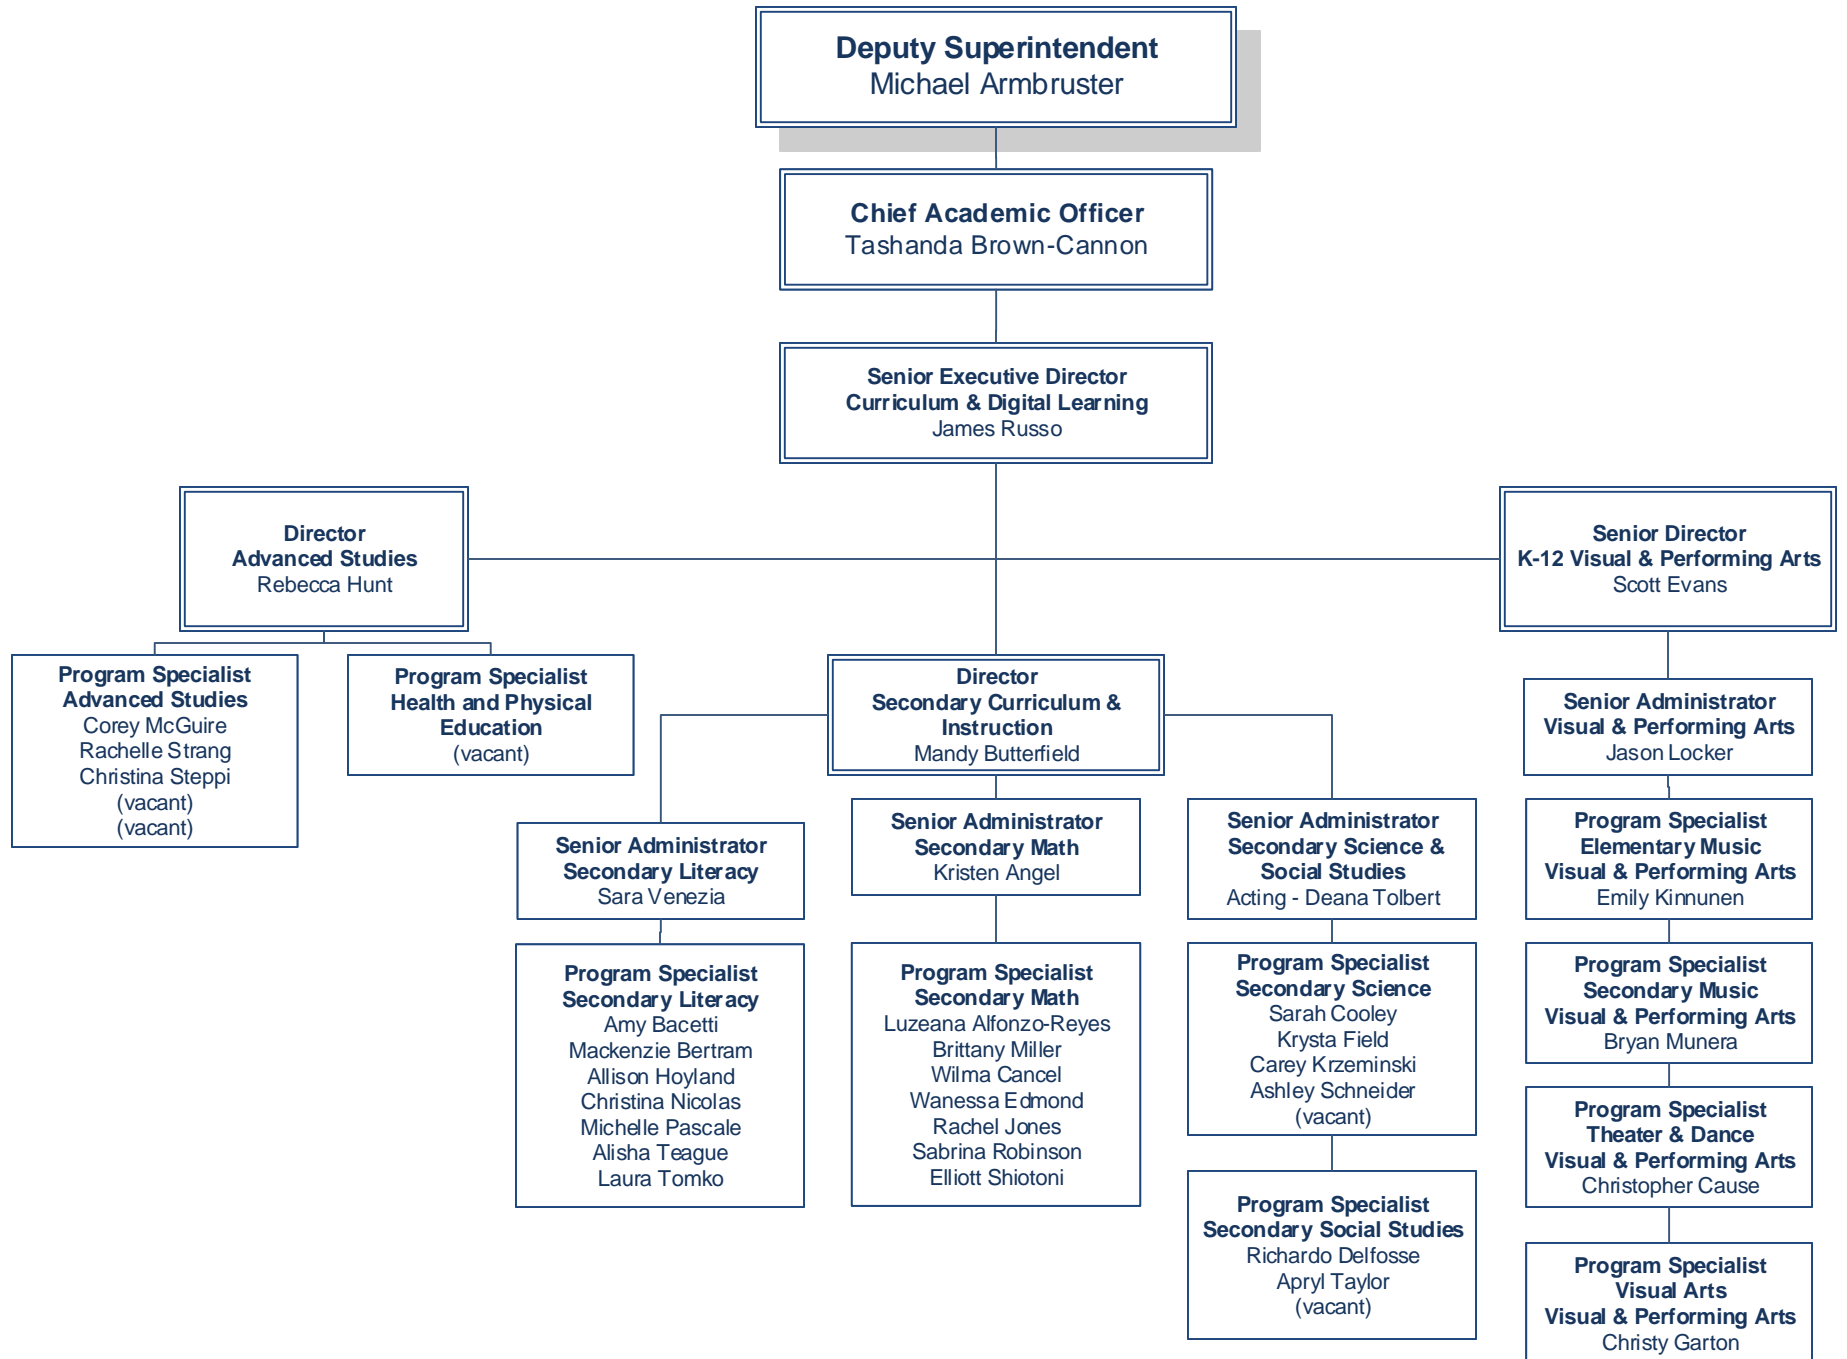 Deputy Superintendent
Michael Armbruster
Chief Academic Officer
Tashanda Brown-Cannon
Senior Executive Director
Curriculum & Digital Learning
James Russo
Director
Advanced Studies
Rebecca Hunt
Senior Director
K-12 Visual & Performing Arts
Scott Evans
Program Specialist
Advanced Studies
Corey McGuire
Rachelle Strang
Christina Steppi
(vacant)
(vacant)
Program Specialist
Health and Physical
Education
(vacant)
Director
Secondary Curriculum &
Instruction
Mandy Butterfield
Senior Administrator
Secondary Literacy
Sara Venezia
Program Specialist
Secondary Literacy
Amy Bacetti
Mackenzie Bertram
Allison Hoyland
Christina Nicolas
Michelle Pascale
Alisha Teague
Laura Tomko
Senior Administrator
Secondary Math
Kristen Angel
Program Specialist
Secondary Math
Luzeana Alfonzo-Reyes
Brittany Miller
Wilma Cancel
Wanessa Edmond
Rachel Jones
Sabrina Robinson
Elliott Shiotoni
Senior Administrator
Secondary Science &
Social Studies
Acting - Deana Tolbert
Program Specialist
Secondary Science
Sarah Cooley
Krysta Field
Carey Krzeminski
Ashley Schneider
(vacant)
Program Specialist
Secondary Social Studies
Richardo Delfosse
Apryl Taylor
(vacant)
Senior Administrator
Visual & Performing Arts
Jason Locker
Program Specialist
Elementary Music
Visual & Performing Arts
Emily Kinnunen
Program Specialist
Secondary Music
Visual & Performing Arts
Bryan Munera
Program Specialist
Theater & Dance
Visual & Performing Arts
Christopher Cause
Program Specialist
Visual Arts
Visual & Performing Arts
Christy Garton